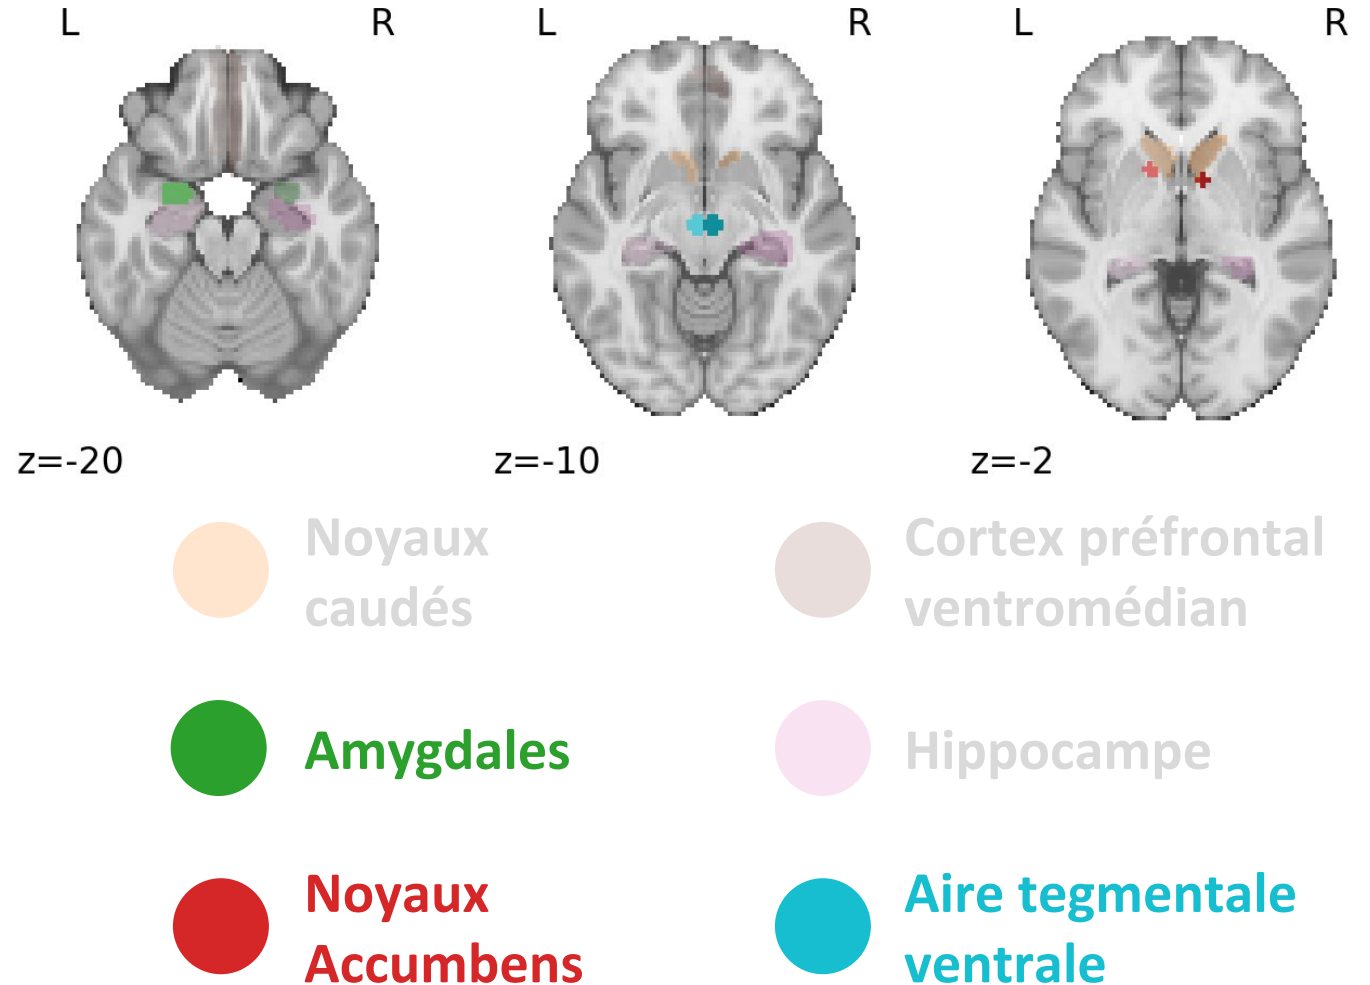 L R L R L R
z=-20 z=-10 z=-2
Noyaux
caudés
Cortex préfrontal
ventromédian
Amygdales
Hippocampe
Noyaux
Accumbens
Aire tegmentale
ventrale